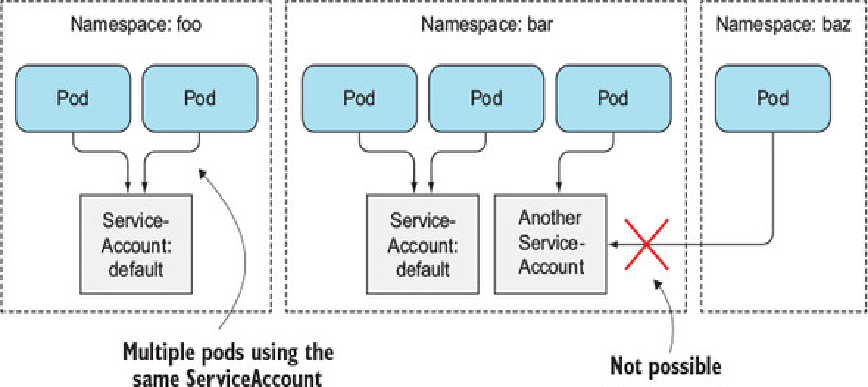 Namespace: foo
Namespace: bar
Namespace: baz
Pod
Pod
Pod
Pod
Pod
Pod
Service-
Account:
default
Service-
Account:
default
Another
Service-
Account
Multiple pods using the
same ServiceAccount
Not possible